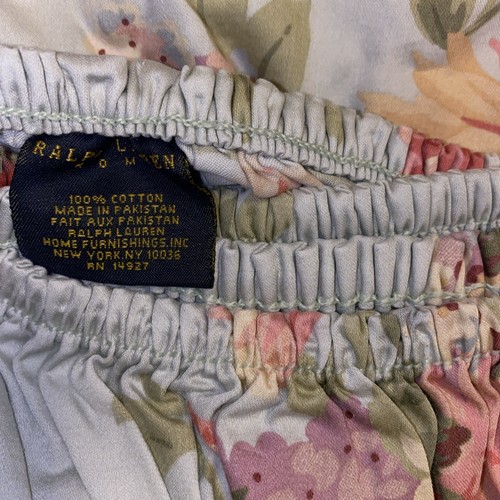 RALP
100% COTTON
MADE IN PAKISTAN
FAIT AUX PAKISTAN
RALPH LAUREN
HOME FURNISHINGS.INC
NEW YORK.NY 10036
RN 14927